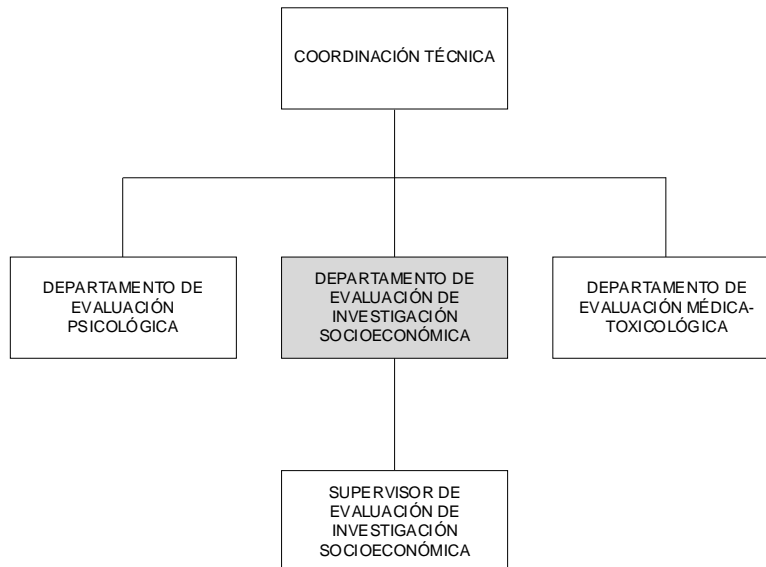 COORDINACIÓN TÉCNICA
DEPARTAMENTO DE
EVALUACIÓN
PSICOLÓGICA
DEPARTAMENTO DE
EVALUACIÓN DE
INVESTIGACIÓN
SOCIOECONÓMICA
DEPARTAMENTO DE
EVALUACIÓN MÉDICA-
TOXICOLÓGICA
SUPERVISOR DE
EVALUACIÓN DE
INVESTIGACIÓN
SOCIOECONÓMICA